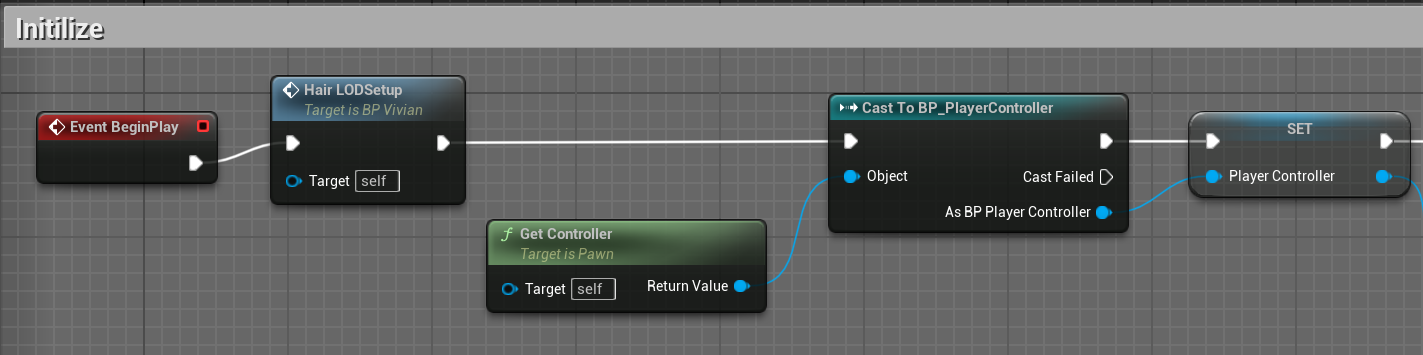 Initilize
Event BeginPlay
Hair LODSetup
Target is BP Vivian
Target self
f Get Controller
Target is Pawn
Target self
Return Value
Cast To BP_PlayerController
Object
Cast Failed
As BP Player Controller
SET
Player Controller